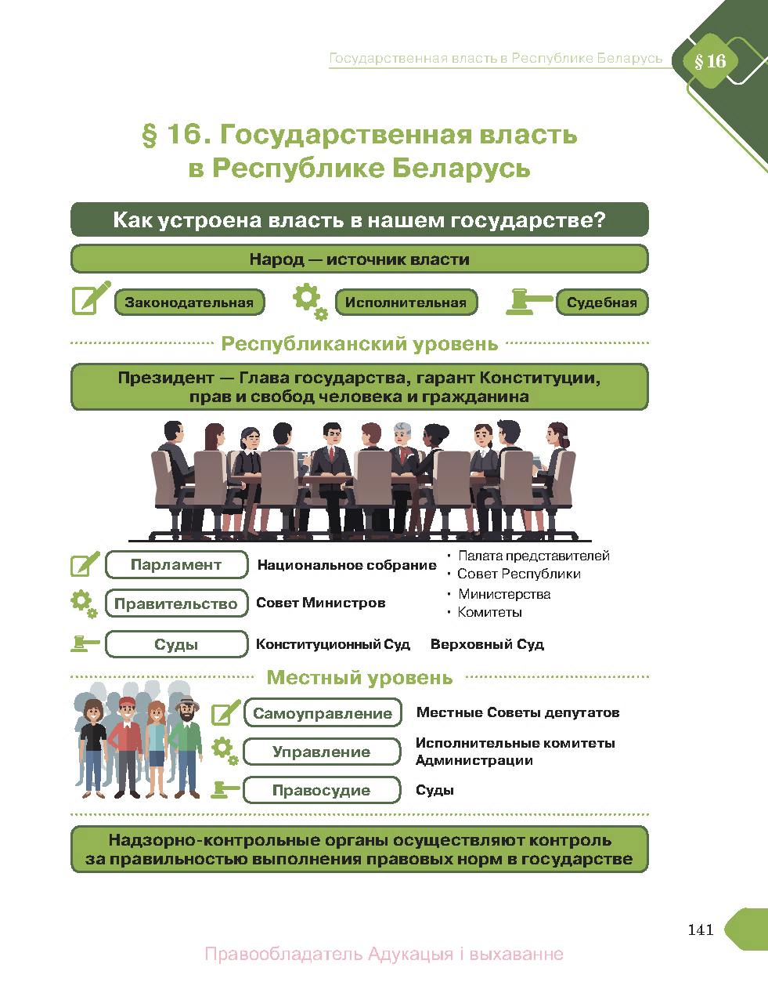 Государственная власть в Республике Беларусь
§ 16
§ 16. Государственная власть
в Республике Беларусь
Как устроена власть в нашем государстве?
Народ — источник власти
Законодательная
Исполнительная
Судебная
Республиканский уровень
Президент — Глава государства, гарант Конституции,
прав и свобод человека и гражданина
Парламент
Национальное собрание
• Палата представителей
• Совет Республики
Правительство
Совет Министров
• Министерства
• Комитеты
Суды
Конституционный Суд
Верховный Суд
Местный уровень
Самоуправление
Местные Советы депутатов
Управление
Исполнительные комитеты
Администрации
Правосудие
Суды
Надзорно-контрольные органы осуществляют контроль
за правильностью выполнения правовых норм в государстве
141
Правообладатель Адукацыя і выхаванне